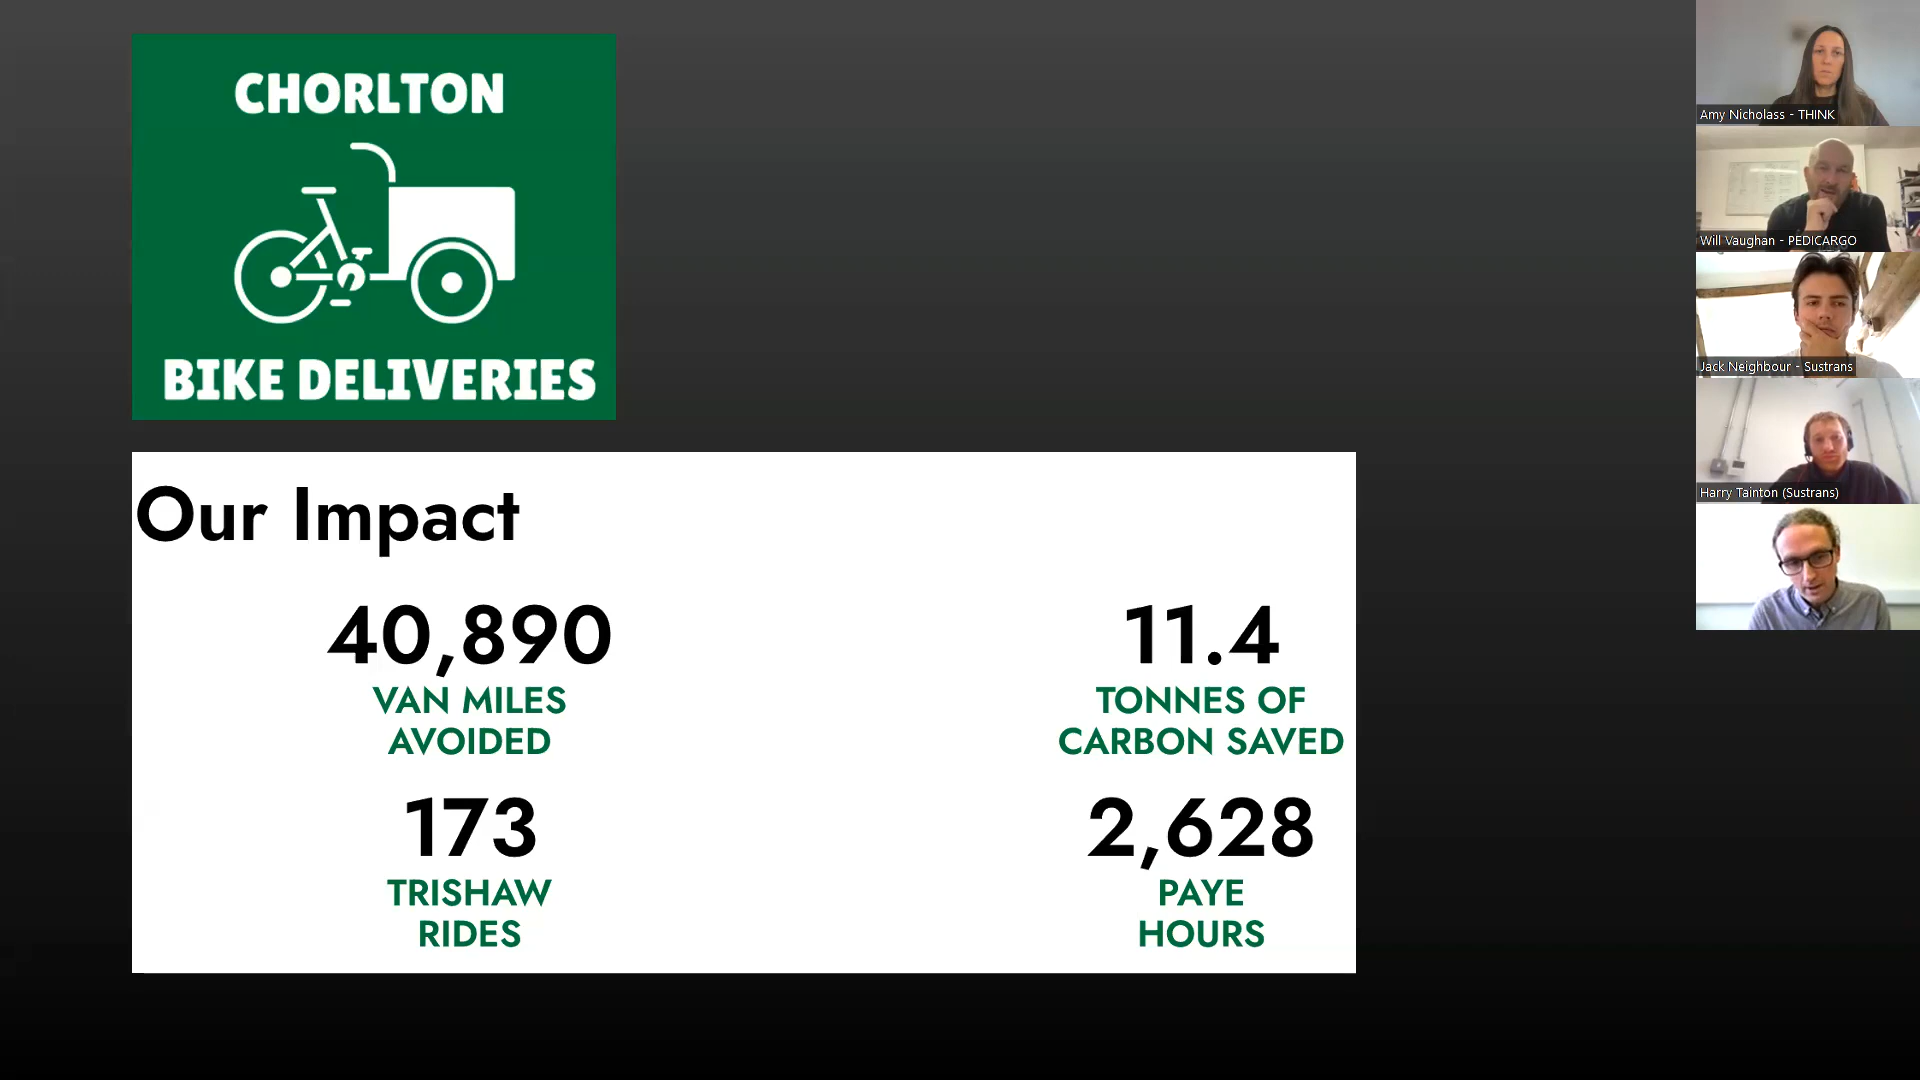 CHORLTON
BIKE DELIVERIES
Our Impact
40,890
VAN MILES
AVOIDED
11.4
TONNES OF
CARBON SAVED
173
TRISHAW
RIDES
2,628
PAYE
HOURS
Amy Nicholass - THINK
Will Vaughan - PEDICARGO
Jack Neighbour - Sustrans
Harry Tainton (Sustrans)